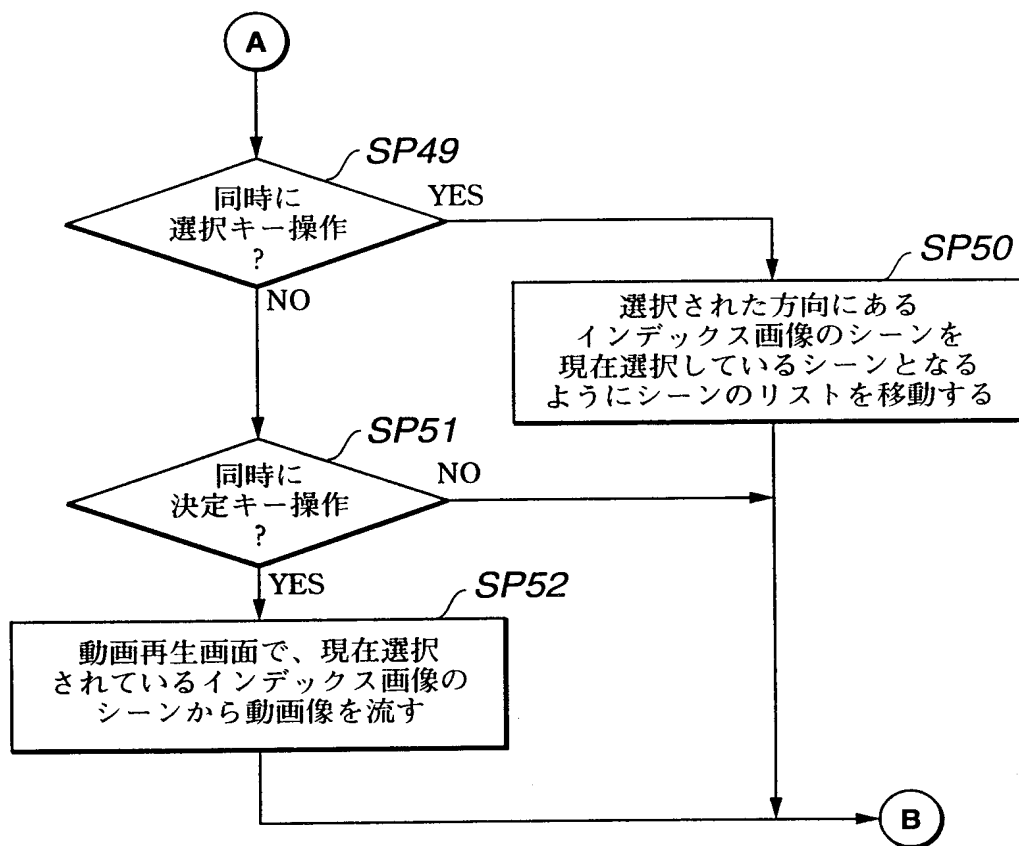 A
SP49
同時に
選択キー操作
?
YES
NO
SP50
選択された方向にある
インデックス画像のシーンを
現在選択しているシーンとなる
ようにシーンのリストを移動する
SP51
同時に
決定キー操作
?
NO
YES
SP52
動画再生画面で、現在選択
されているインデックス画像の
シーンから動画像を流す
B